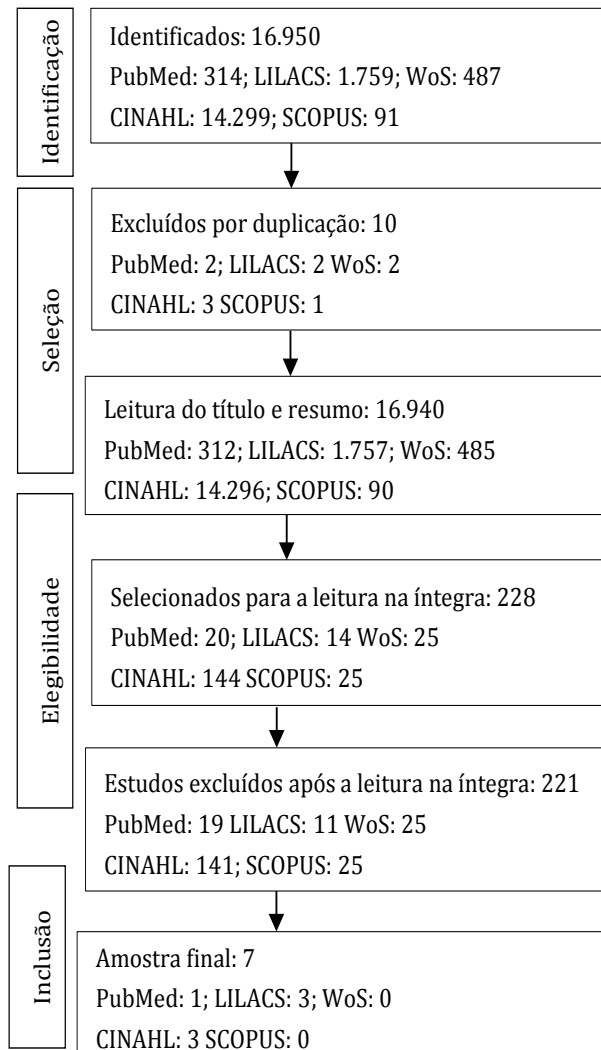 Identificação
Identificados: 16.950
PubMed: 314; LILACS: 1.759; WoS: 487
CINAHL: 14.299; SCOPUS: 91
Seleção
Excluídos por duplicação: 10
PubMed: 2; LILACS: 2 WoS: 2
CINAHL: 3 SCOPUS: 1
Leitura do título e resumo: 16.940
PubMed: 312; LILACS: 1.757; WoS: 485
CINAHL: 14.296; SCOPUS: 90
Elegibilidade
Selecionados para a leitura na íntegra: 228
PubMed: 20; LILACS: 14 WoS: 25
CINAHL: 144 SCOPUS: 25
Estudos excluídos após a leitura na íntegra: 221
PubMed: 19 LILACS: 11 WoS: 25
CINAHL: 141; SCOPUS: 25
Inclusão
Amostra final: 7
PubMed: 1; LILACS: 3; WoS: 0
CINAHL: 3 SCOPUS: 0